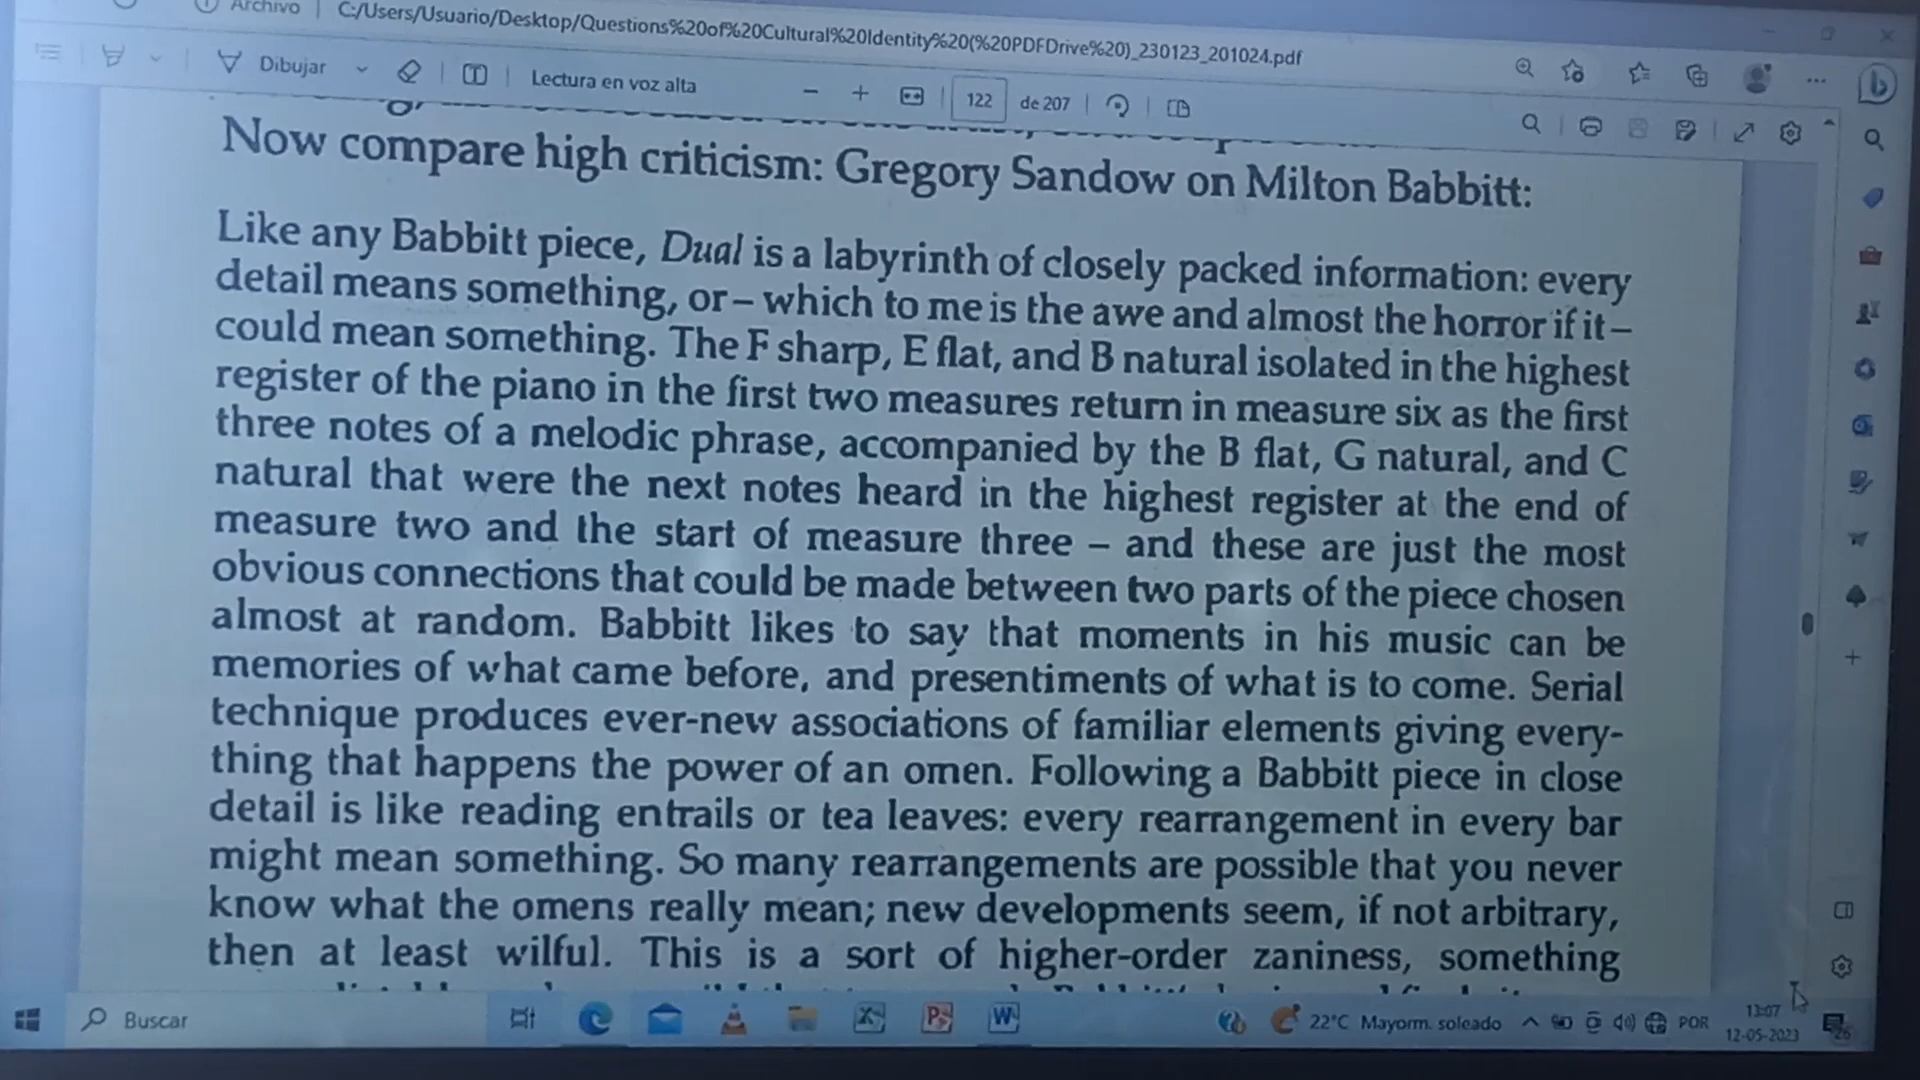 Archivo
C:/Users/Usuario/Desktop/Questions%20of%20Cultural%20Identity%20(%20PDFDrive%20)_230123_201024.pdf
Dibujar
Lectura en voz alta
122
de 207
Now compare high criticism: Gregory Sandow on Milton Babbitt:
Like any Babbitt piece, Dual is a labyrinth of closely packed information: every
detail means something, or – which to me is the awe and almost the horror if it –
could mean something. The F sharp, E flat, and B natural isolated in the highest
register of the piano in the first two measures return in measure six as the first
three notes of a melodic phrase, accompanied by the B flat, G natural, and C
natural that were the next notes heard in the highest register at the end of
measure two and the start of measure three – and these are just the most
obvious connections that could be made between two parts of the piece chosen
almost at random. Babbitt likes to say that moments in his music can be
memories of what came before, and presentiments of what is to come. Serial
technique produces ever-new associations of familiar elements giving every-
thing that happens the power of an omen. Following a Babbitt piece in close
detail is like reading entrails or tea leaves: every rearrangement in every bar
might mean something. So many rearrangements are possible that you never
know what the omens really mean; new developments seem, if not arbitrary,
then at least wilful. This is a sort of higher-order zaniness, something
Buscar
22°C Mayorm. soleado
POR
13:07
12-05-2023
26